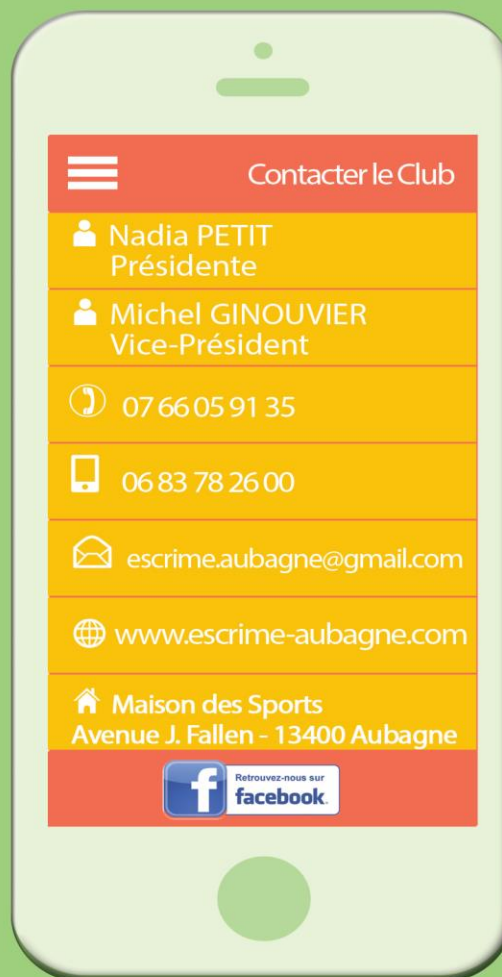 Contacter le Club
Nadia PETIT
Présidente
Michel GINOUVIER
Vice-Président
07 66 05 91 35
06 83 78 26 00
escrime.aubagne@gmail.com
www.escrime-aubagne.com
Maison des Sports
Avenue J. Fallen - 13400 Aubagne
f
Retrouvez-nous sur
facebook.